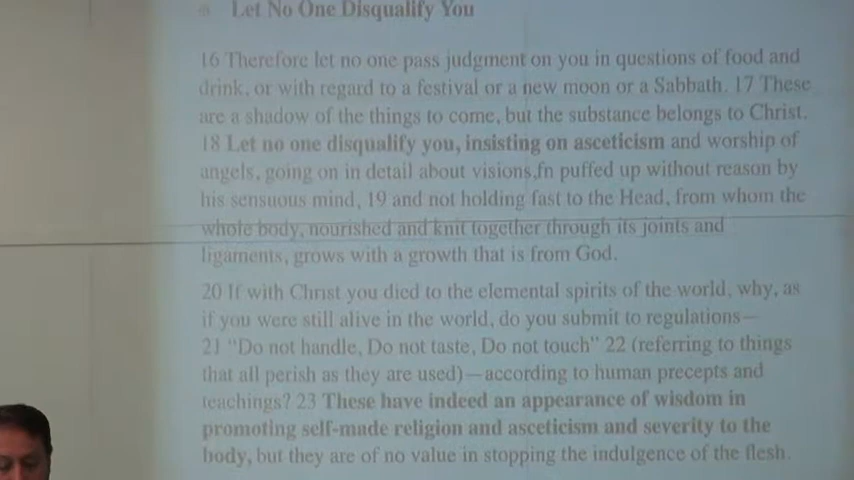 Let No One Disqualify You
16 Therefore let no one pass judgment on you in questions of food and
drink, or with regard to a festival or a new moon or a Sabbath. 17 These
are a shadow of the things to come, but the substance belongs to Christ.
18 Let no one disqualify you, insisting on asceticism and worship of
angels, going on in detail about visions,fn puffed up without reason by
his sensuous mind, 19 and not holding fast to the Head, from whom the
whole body, nourished and knit together through its joints and
ligaments, grows with a growth that is from God.
20 If with Christ you died to the elemental spirits of the world, why, as
if you were still alive in the world, do you submit to regulations—
21 "Do not handle, Do not taste, Do not touch" 22 (referring to things
that all perish as they are used)—according to human precepts and
teachings? 23 These have indeed an appearance of wisdom in
promoting self-made religion and asceticism and severity to the
body, but they are of no value in stopping the indulgence of the flesh.